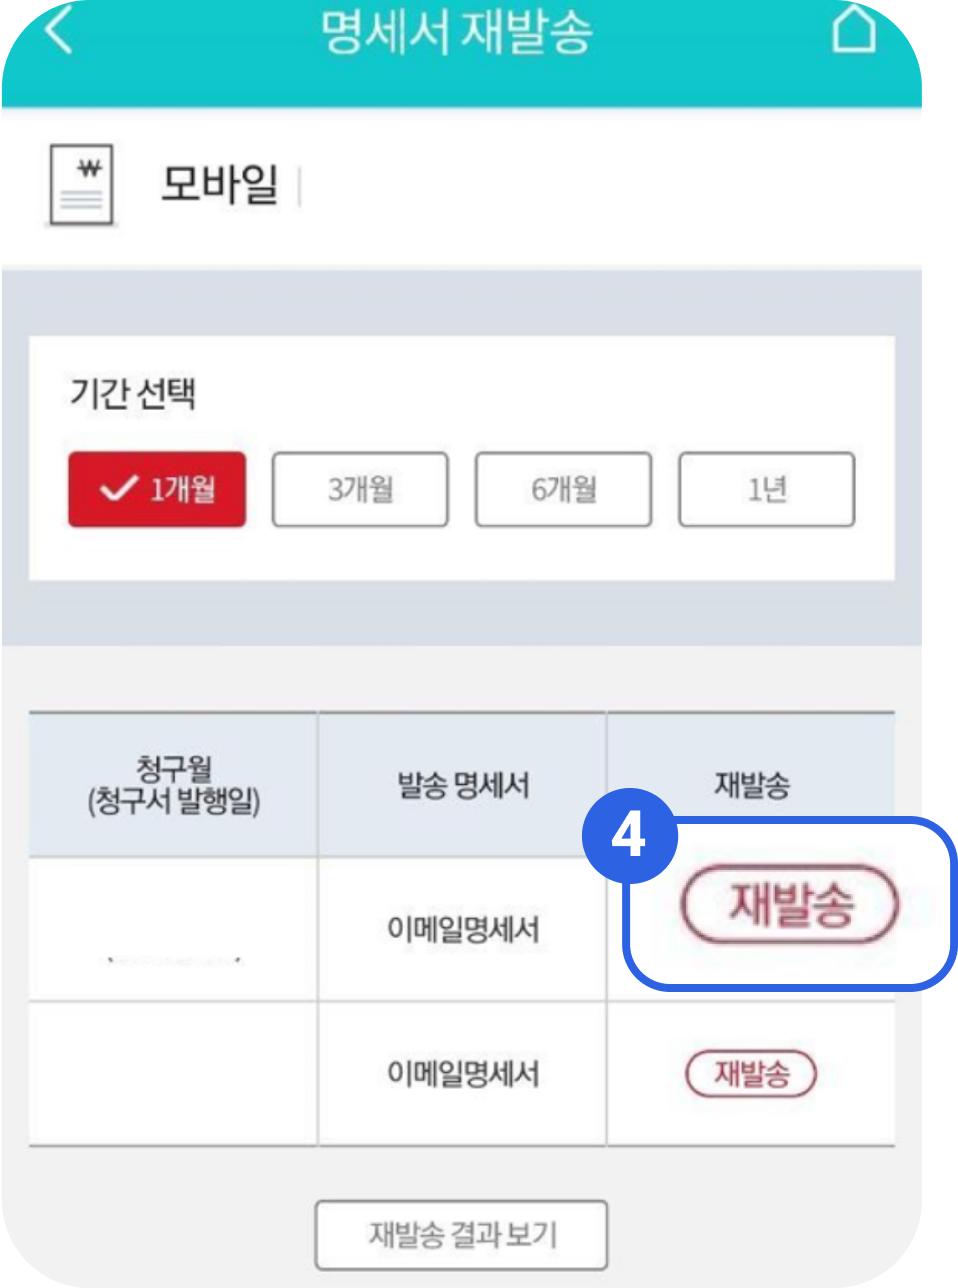 명세서 재발송
₩
모바일
기간 선택
1개월
3개월
6개월
1년
청구월
(청구서 발행일)
발송 명세서
재발송
4
이메일명세서
재발송
이메일명세서
재발송
재발송 결과 보기